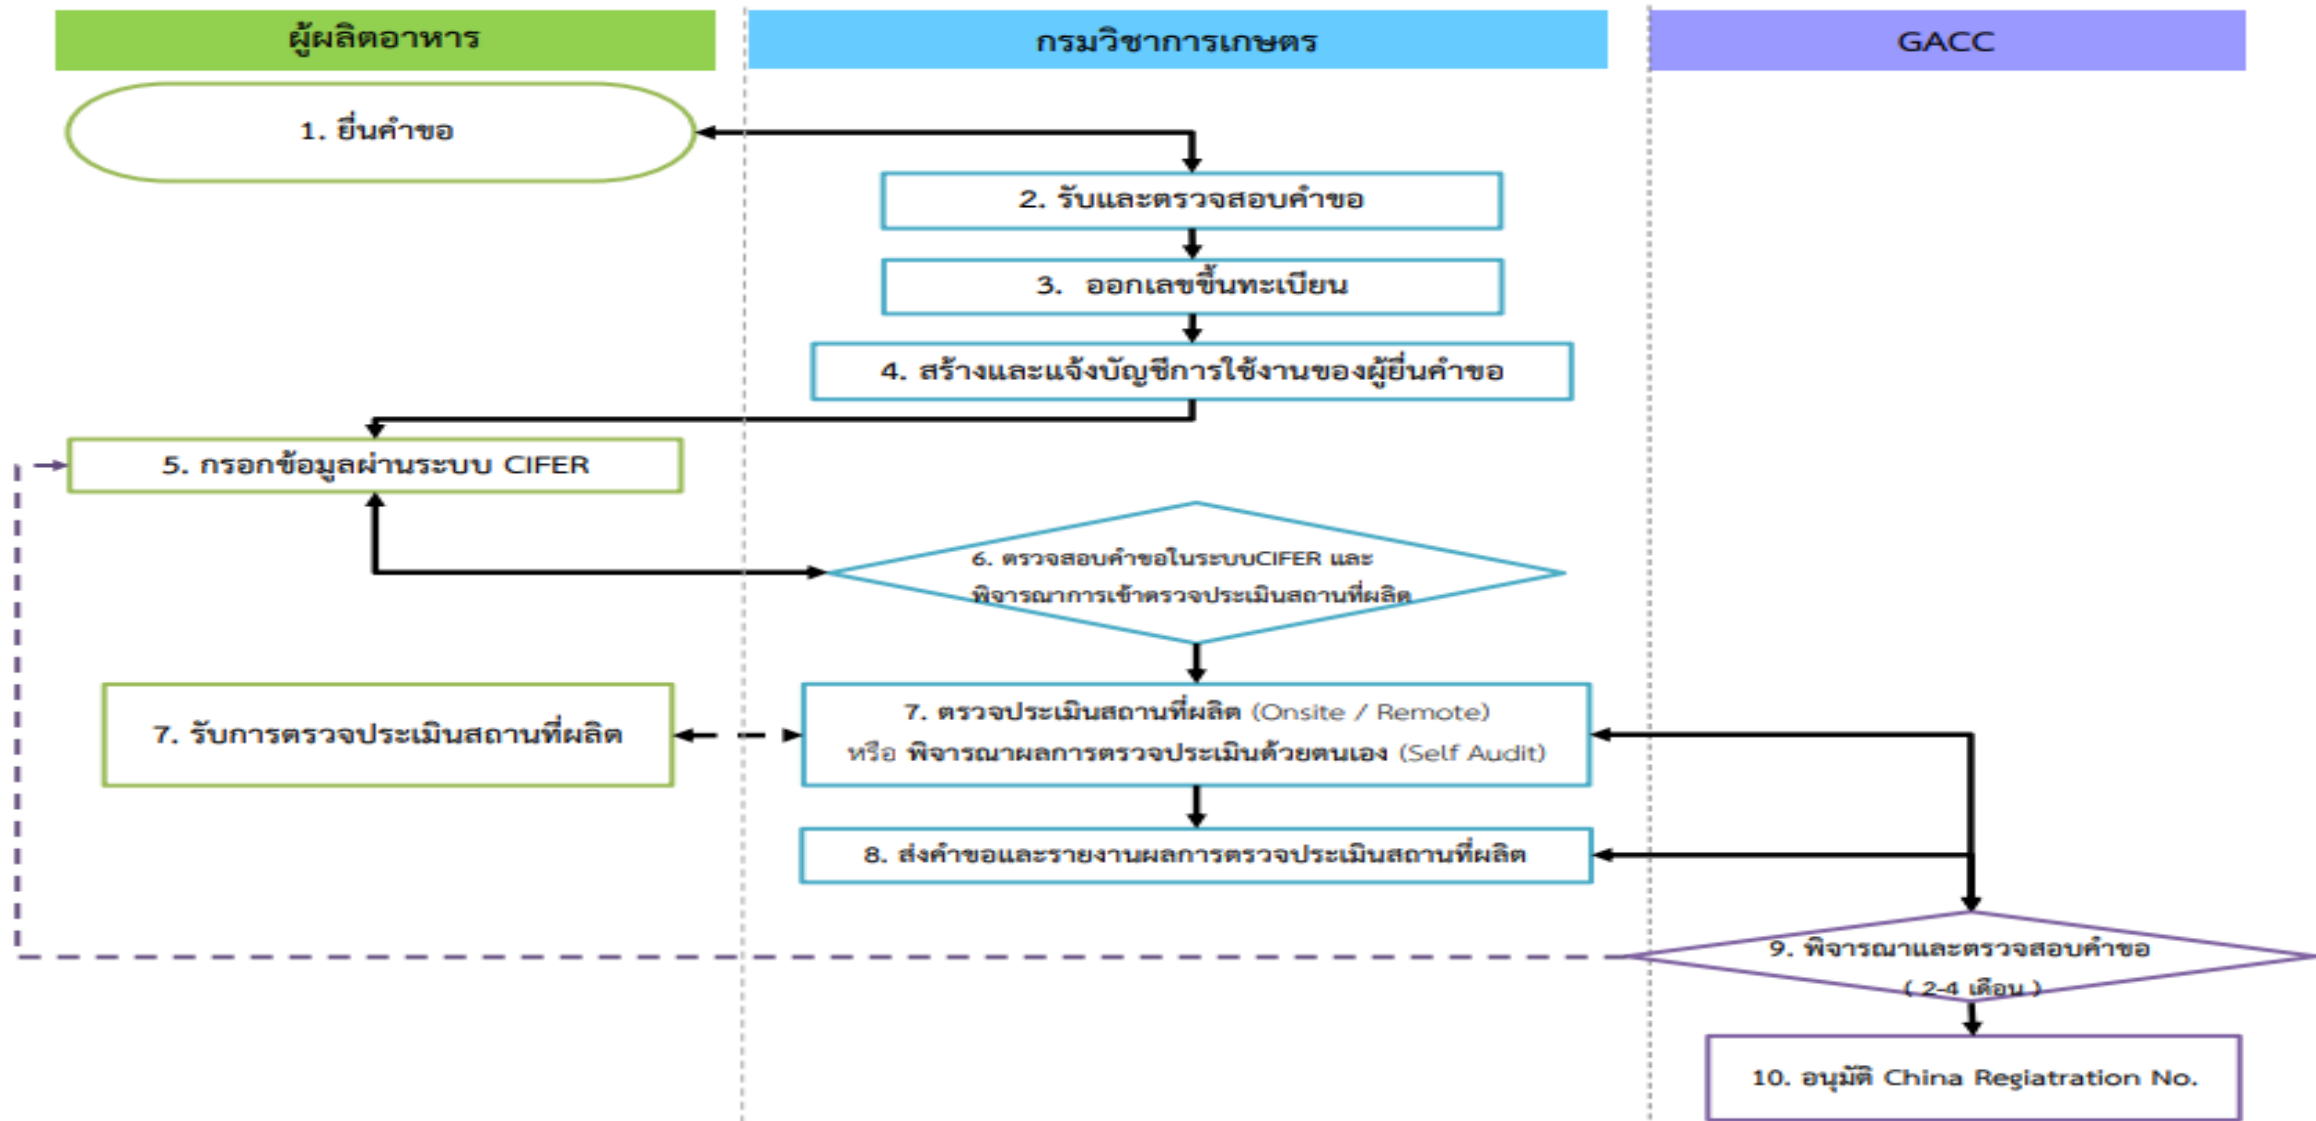 ผู้ผลิตอาหาร
กรมวิชาการเกษตร
GACC
1. ยื่นคำขอ
2. รับและตรวจสอบคำขอ
3. ออกเลขขึ้นทะเบียน
4. สร้างและแจ้งบัญชีการใช้งานของผู้ยื่นคำขอ
5. กรอกข้อมูลผ่านระบบ CIFER
6. ตรวจสอบคำขอในระบบCIFER และ
พิจารณาการเข้าตรวจประเมินสถานที่ผลิต
7. รับการตรวจประเมินสถานที่ผลิต
7. ตรวจประเมินสถานที่ผลิต (Onsite / Remote)
หรือ พิจารณาผลการตรวจประเมินด้วยตนเอง (Self Audit)
8. ส่งคำขอและรายงานผลการตรวจประเมินสถานที่ผลิต
9. พิจารณาและตรวจสอบคำขอ
( 2-4 เดือน )
10. อนุมัติ China Regiatration No.